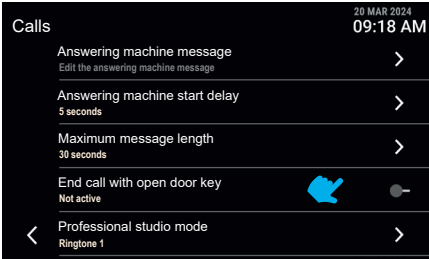 20 MAR 2024
Calls
09:18 AM
Answering machine message
Edit the answering machine message
Answering machine start delay
5 seconds
Maximum message length
30 seconds
End call with open door key
Not active
Professional studio mode
Ringtone 1